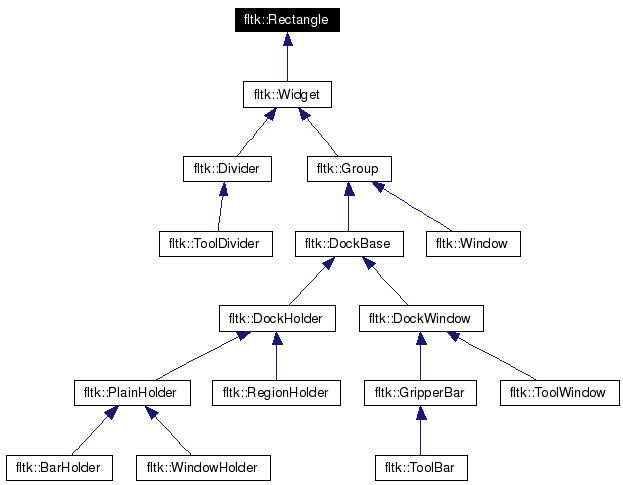 fltk::Rectangle
fltk::Widget
fltk::Divider
fltk::Group
fltk::ToolDivider
fltk::DockBase
fltk::Window
fltk::DockHolder
fltk::DockWindow
fltk::PlainHolder
fltk::RegionHolder
fltk::GripperBar
fltk::ToolWindow
fltk::BarHolder
fltk::WindowHolder
fltk::ToolBar